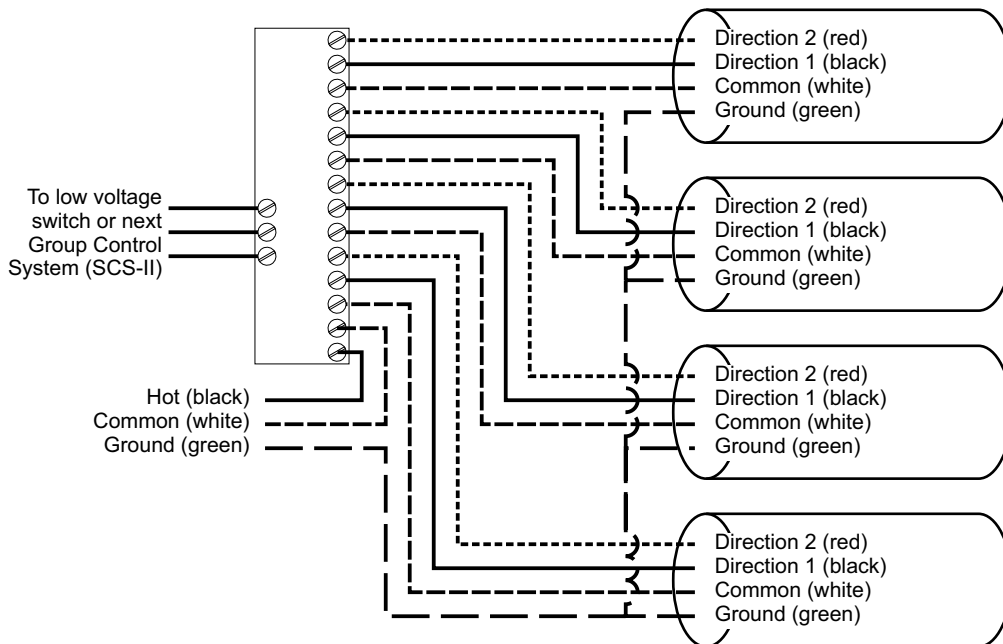 Direction 2 (red)
Direction 1 (black)
Common (white)
Ground (green)
To low voltage
switch or next
Group Control
System (SCS-II)
Direction 2 (red)
Direction 1 (black)
Common (white)
Ground (green)
Hot (black)
Common (white)
Ground (green)
Direction 2 (red)
Direction 1 (black)
Common (white)
Ground (green)
Direction 2 (red)
Direction 1 (black)
Common (white)
Ground (green)